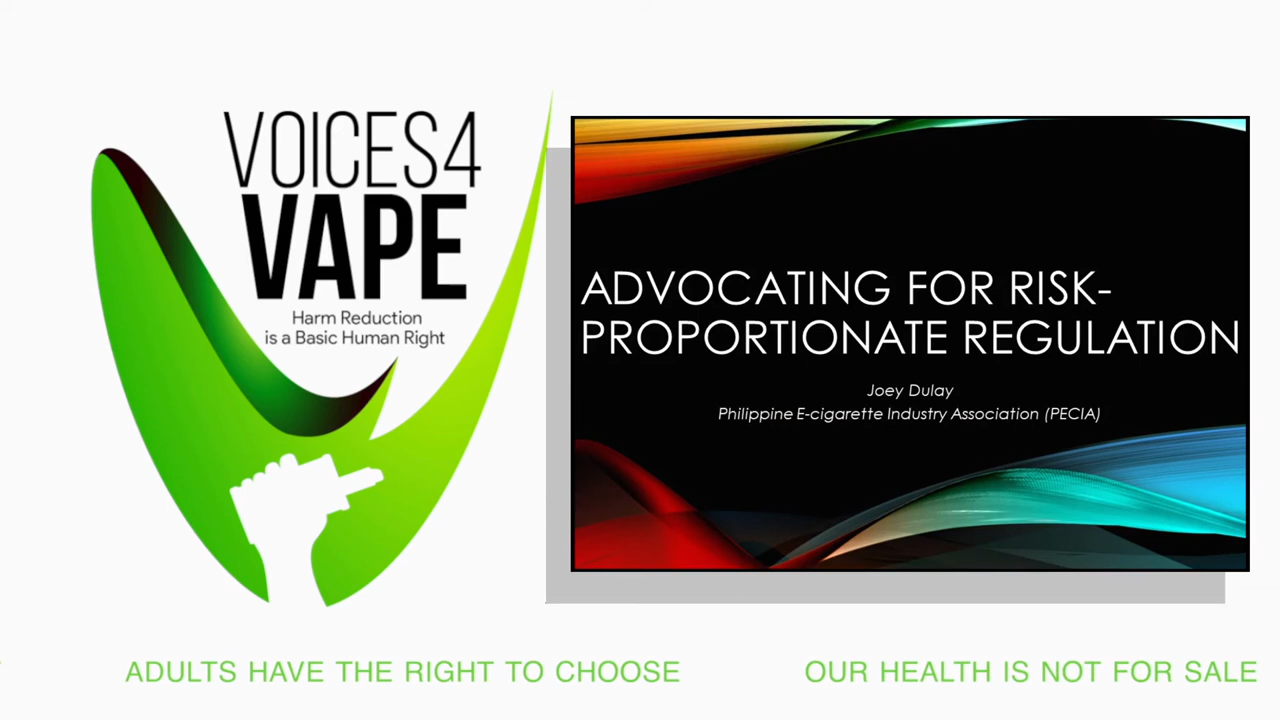 VOICES4
VAPE
Harm Reduction
is a Basic Human Right
ADVOCATING FOR RISK-
PROPORTIONATE REGULATION
Joey Dulay
Philippine E-cigarette Industry Association (PECIA)
ADULTS HAVE THE RIGHT TO CHOOSE
OUR HEALTH IS NOT FOR SALE